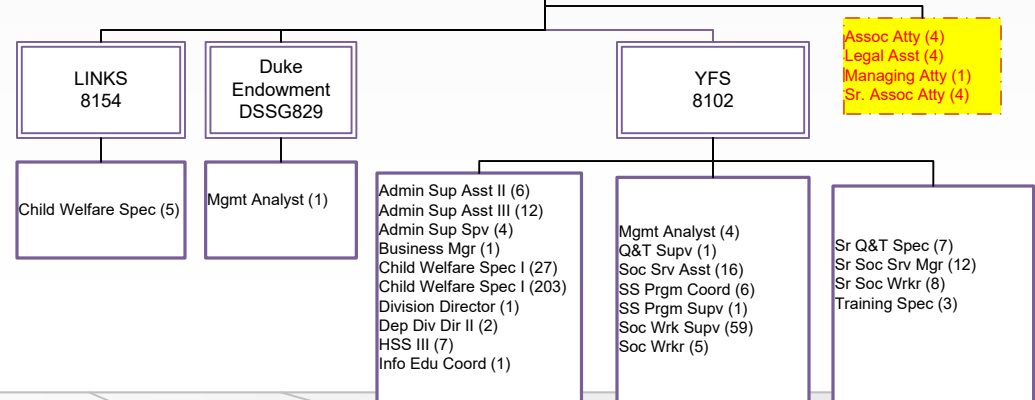 LINKS
8154
Duke
Endowment
DSSG829
YFS
8102
Assoc Atty (4)
Legal Asst (4)
Managing Atty (1)
Sr. Assoc Atty (4)
Child Welfare Spec (5)
Mgmt Analyst (1)
Admin Sup Asst II (6)
Admin Sup Asst III (12)
Admin Sup Spv (4)
Business Mgr (1)
Child Welfare Spec I (27)
Child Welfare Spec I (203)
Division Director (1)
Dep Div Dir II (2)
HSS III (7)
Info Edu Coord (1)
Mgmt Analyst (4)
Q&T Supv (1)
Soc Srv Asst (16)
SS Prgm Coord (6)
SS Prgm Supv (1)
Soc Wrk Supv (59)
Soc Wrkr (5)
Sr Q&T Spec (7)
Sr Soc Srv Mgr (12)
Sr Soc Wrkr (8)
Training Spec (3)